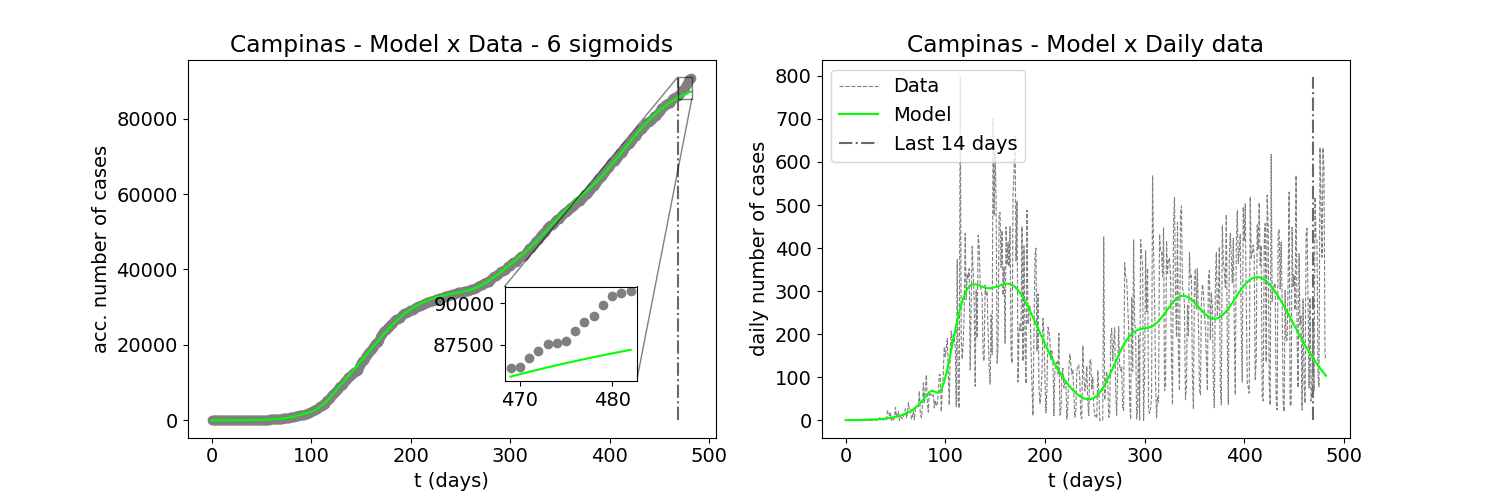 Campinas - Model x Data - 6 sigmoids
acc. number of cases
80000
60000
40000
20000
0
90000
87500
470 480
0 100 200 300 400 500
t (days)
Campinas - Model x Daily data
daily number of cases
800
700
600
500
400
300
200
100
0
Data
Model
Last 14 days
0 100 200 300 400 500
t (days)